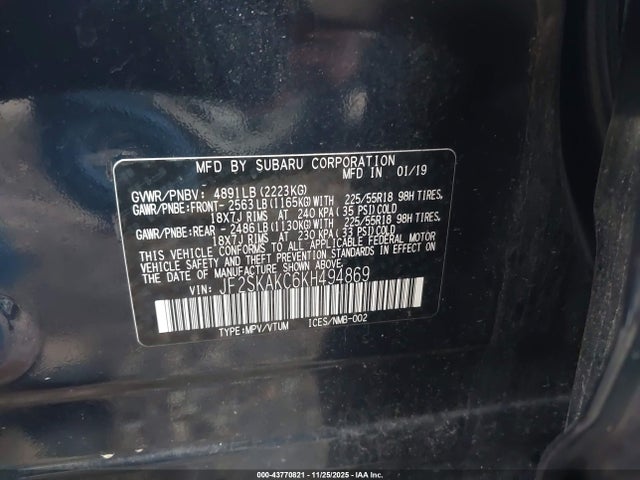 MFD BY SUBARU CORPORATION MFD IN 01/19
GVWR/PNBV: 4891LB(2223KG)
GAWR/PNBE:FRONT- 2563LB(1165KG)WITH 225/55R18 98H TIRES,
18X7J RIMS AT 240 KPA(35 PSI)COLD
GAWR/PNBE:REAR - 2486LB(1130KG)WITH 225/55R18 98H TIRES,
18X7J RIMS AT 230 KPA(33 PSI)COLD
THIS VEHICLE CONFORMS TO ALL APPLICABLE FEDERAL MOTOR
VEHICLE SAFETY AND THEFT PREVENTION STANDARDS IN EFFECT ON
THE DATE OF MANUFACTURE SHOWN ABOVE.
VIN: JF2SKAKC6KH494869
TYPE:MPV/VTUM ICES/NMB-002
000-43770821 - 11/25/2025 - © IAA Inc.